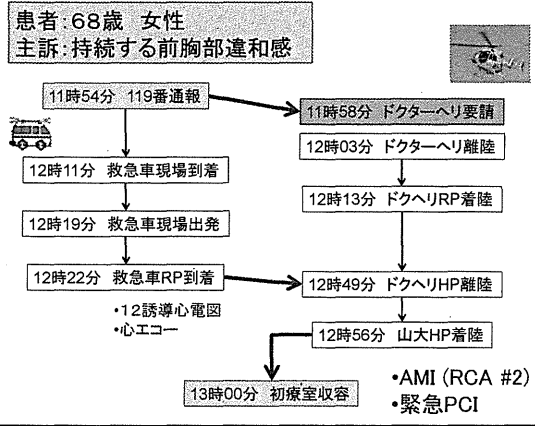 患者：68歳　女性
主訴：持続する前胸部違和感
11時54分　119番通報
11時58分　ドクターヘリ要請
12時03分　ドクターヘリ離陸
12時11分　救急車現場到着
12時13分　ドクヘリRP着陸
12時19分　救急車現場出発
12時22分　救急車RP到着
12時49分　ドクヘリHP離陸
・１２誘導心電図
・心エコー
12時56分　山大HP着陸
13時00分　初療室収容
・AMI (RCA #2)
・緊急PCI